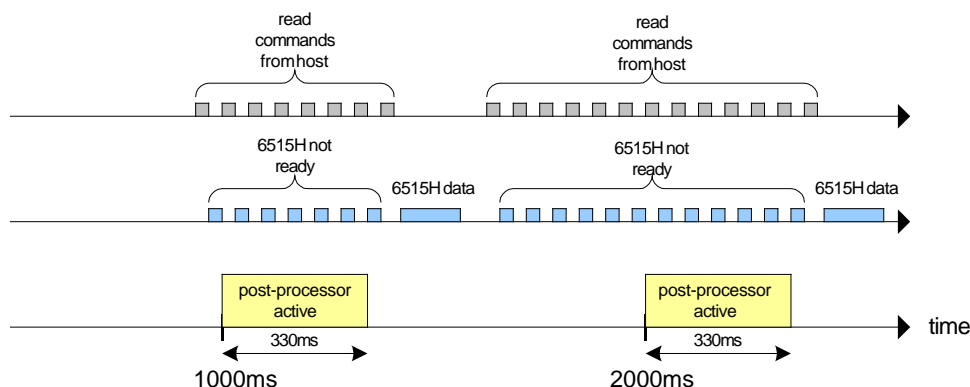 read
commands
from host
read
commands
from host
6515H not
ready
6515H data
6515H not
ready
6515H data
post-processor
active
330ms
1000ms
post-processor
active
330ms
2000ms
time